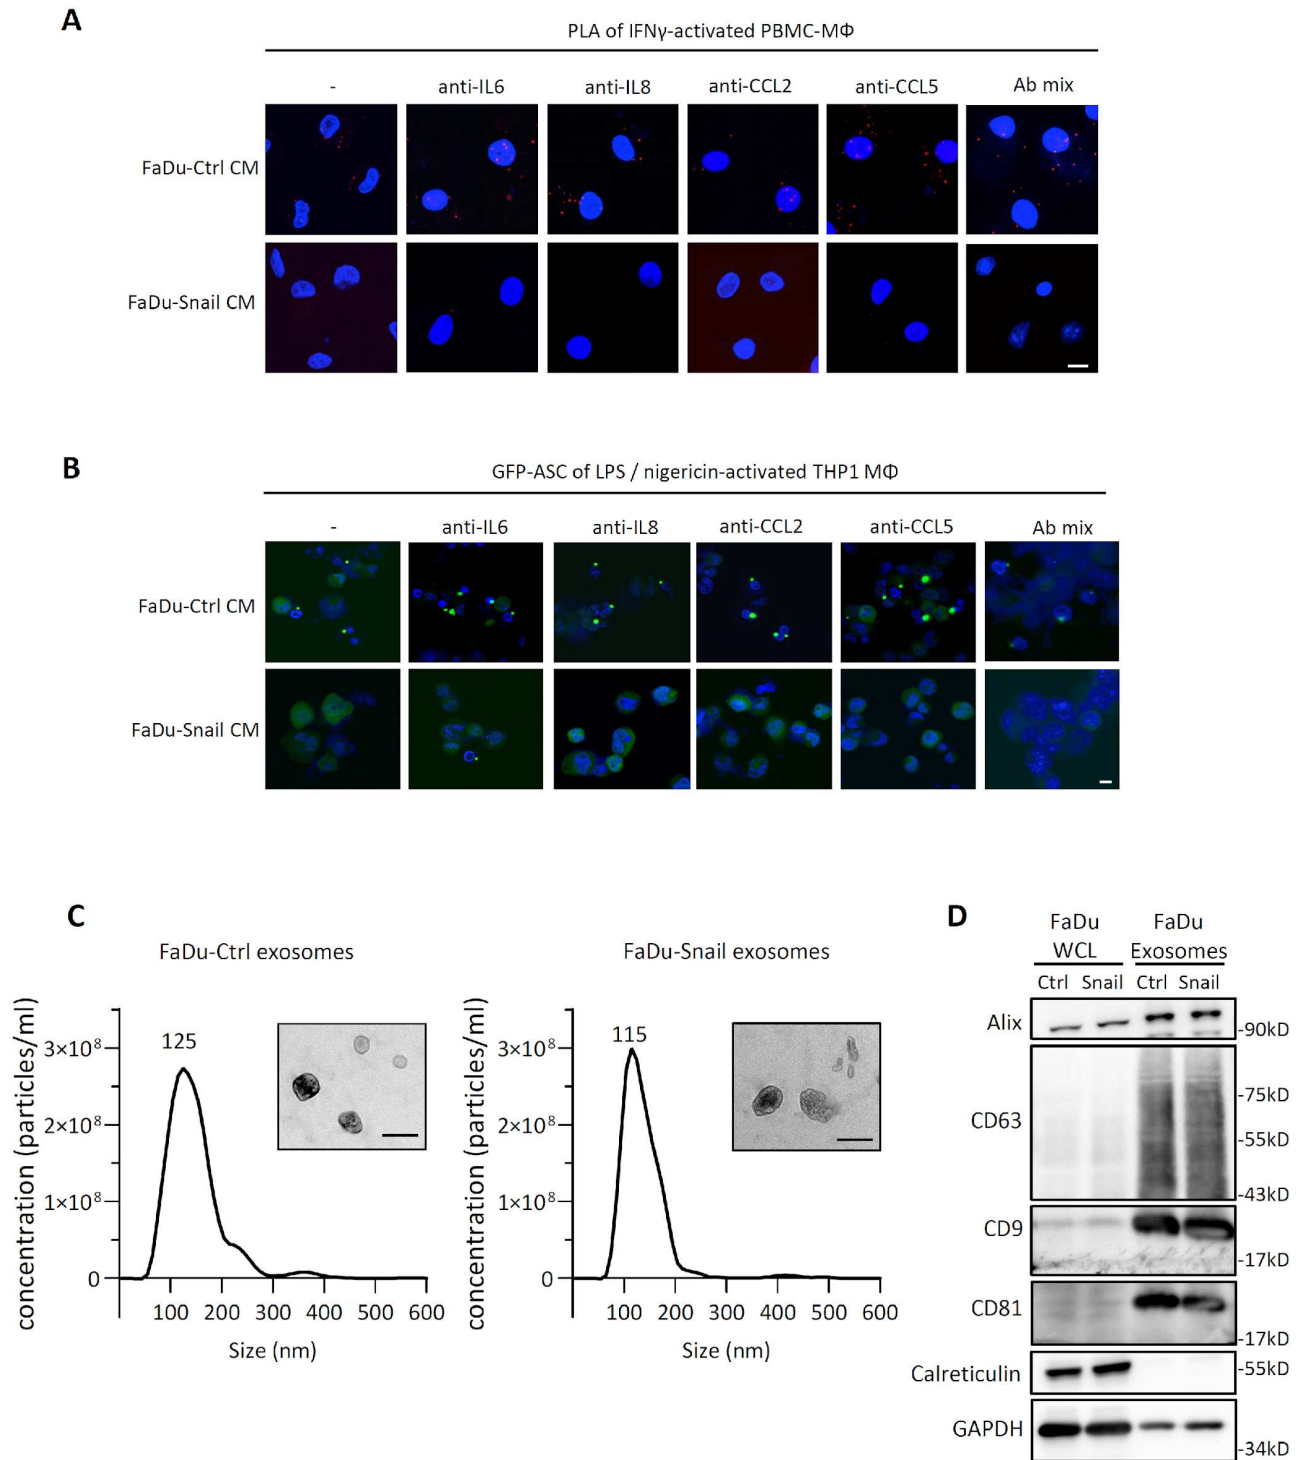 A
PLA of IFNγ-activated PBMC-MΦ
- anti-IL6 anti-IL8 anti-CCL2 anti-CCL5 Ab mix
FaDu-Ctrl CM
FaDu-Snail CM
B
GFP-ASC of LPS / nigericin-activated THP1 MΦ
- anti-IL6 anti-IL8 anti-CCL2 anti-CCL5 Ab mix
FaDu-Ctrl CM
FaDu-Snail CM
C
FaDu-Ctrl exosomes
concentration (particles/ml)
3×10⁸
2×10⁸
1×10⁸
0
125
100 200 300 400 500 600
Size (nm)
FaDu-Snail exosomes
concentration (particles/ml)
3×10⁸
2×10⁸
1×10⁸
0
115
100 200 300 400 500 600
Size (nm)
D
FaDu WCL
FaDu Exosomes
Ctrl Snail Ctrl Snail
Alix -90kD
CD63 -75kD
-55kD
-43kD
CD9 -17kD
CD81 -17kD
Calreticulin -55kD
GAPDH -34kD